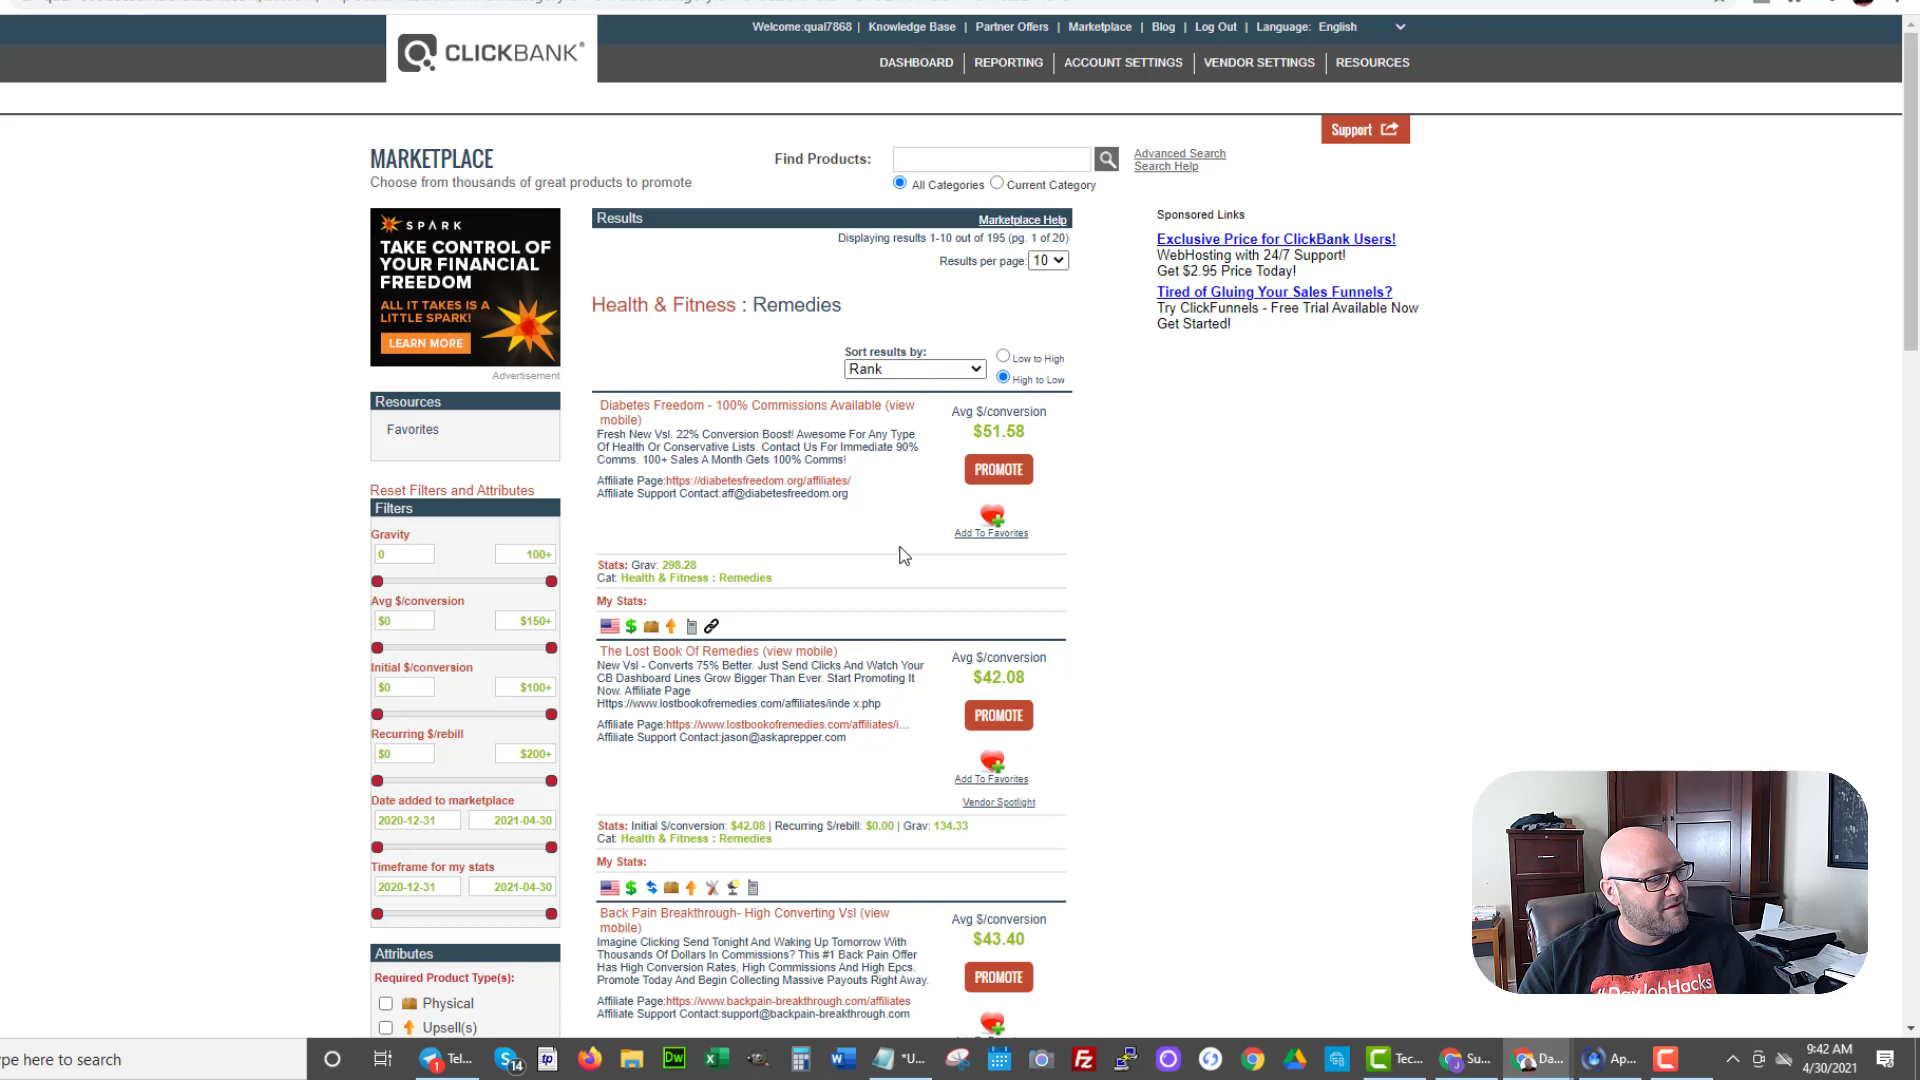 Welcome:qual7868 | Knowledge Base | Partner Offers | Marketplace | Blog | Log Out | Language: English
CLICKBANK®
DASHBOARD | REPORTING | ACCOUNT SETTINGS | VENDOR SETTINGS | RESOURCES
Support
MARKETPLACE
Choose from thousands of great products to promote
Find Products:
Advanced Search
Search Help
All Categories Current Category
SPARK
TAKE CONTROL OF
YOUR FINANCIAL
FREEDOM
ALL IT TAKES IS A
LITTLE SPARK!
LEARN MORE
Advertisement
Resources
Favorites
Reset Filters and Attributes
Filters
Gravity
0 100+
Avg $/conversion
$0 $150+
Initial $/conversion
$0 $100+
Recurring $/rebill
$0 $200+
Date added to marketplace
2020-12-31 2021-04-30
Timeframe for my stats
2020-12-31 2021-04-30
Attributes
Required Product Type(s):
Physical
Upsell(s)
Results Marketplace Help
Displaying results 1-10 out of 195 (pg. 1 of 20)
Results per page: 10
Health & Fitness : Remedies
Sort results by:
Rank
Low to High
High to Low
Diabetes Freedom - 100% Commissions Available (view
mobile)
Fresh New Vsl. 22% Conversion Boost! Awesome For Any Type
Of Health Or Conservative Lists. Contact Us For Immediate 90%
Comms. 100+ Sales A Month Gets 100% Comms!
Affiliate Page:https://diabetesfreedom.org/affiliates/
Affiliate Support Contact:aff@diabetesfreedom.org
Avg $/conversion
$51.58
PROMOTE
Add To Favorites
Stats: Grav: 298.28
Cat: Health & Fitness : Remedies
My Stats:
The Lost Book Of Remedies (view mobile)
New Vsl - Converts 75% Better. Just Send Clicks And Watch Your
CB Dashboard Lines Grow Bigger Than Ever. Start Promoting It
Now. Affiliate Page
Https://www.lostbookofremedies.com/affiliates/inde x.php
Affiliate Page:https://www.lostbookofremedies.com/affiliates/i...
Affiliate Support Contact:jason@askaprepper.com
Avg $/conversion
$42.08
PROMOTE
Add To Favorites
Vendor Spotlight
Stats: Initial $/conversion: $42.08 | Recurring $/rebill: $0.00 | Grav: 134.33
Cat: Health & Fitness : Remedies
My Stats:
Back Pain Breakthrough- High Converting Vsl (view
mobile)
Imagine Clicking Send Tonight And Waking Up Tomorrow With
Thousands Of Dollars In Commissions? This #1 Back Pain Offer
Has High Conversion Rates, High Commissions And High Epcs.
Promote Today And Begin Collecting Massive Payouts Right Away.
Affiliate Page:https://www.backpain-breakthrough.com/affiliates
Affiliate Support Contact:support@backpain-breakthrough.com
Avg $/conversion
$43.40
PROMOTE
Sponsored Links
Exclusive Price for ClickBank Users!
WebHosting with 24/7 Support!
Get $2.95 Price Today!
Tired of Gluing Your Sales Funnels?
Try ClickFunnels - Free Trial Available Now
Get Started!
#DayJobHacks
pe here to search
Tel...
14
tp
Dw
*U...
Fz
Tec...
Su...
Da...
Ap...
9:42 AM
4/30/2021